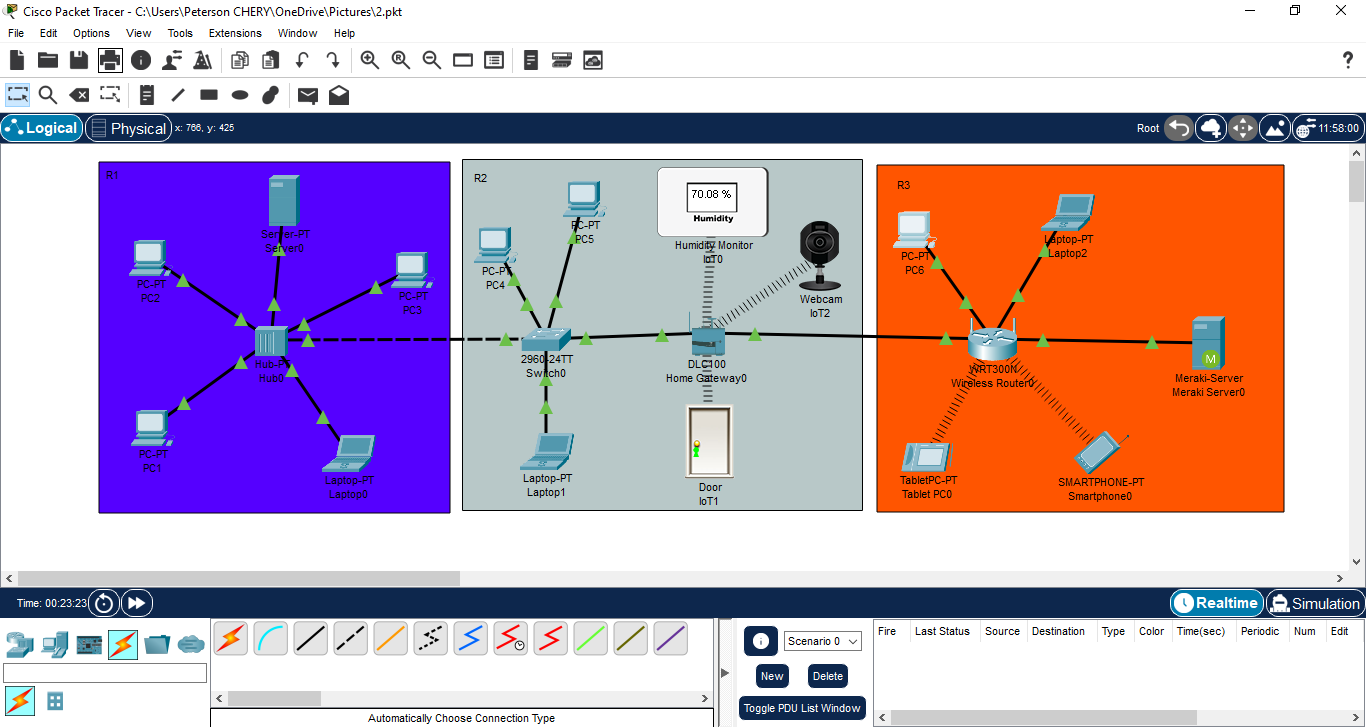 Cisco Packet Tracer - C:\Users\Peterson CHERY\OneDrive\Pictures\2.pkt
File Edit Options View Tools Extensions Window Help
?
Logical Physical x: 766, y: 425 Root 11:58:00
R1
Server-PT
Server0
PC-PT
PC2
PC-PT
PC3
Hub-PT
Hub0
PC-PT
PC1
Laptop-PT
Laptop0
R2
PC-PT
PC5
PC-PT
PC4
70.08 %
Humidity
Humidity Monitor
IoT0
Webcam
IoT2
2960-24TT
Switch0
DLC100
Home Gateway0
Laptop-PT
Laptop1
Door
IoT1
R3
PC-PT
PC6
Laptop-PT
Laptop2
WRT300N
Wireless Router0
M
Meraki-Server
Meraki Server0
TabletPC-PT
Tablet PC0
SMARTPHONE-PT
Smartphone0
Time: 00:23:23 Realtime Simulation
Scenario 0
New Delete
Toggle PDU List Window
Fire Last Status Source Destination Type Color Time(sec) Periodic Num Edit
Automatically Choose Connection Type